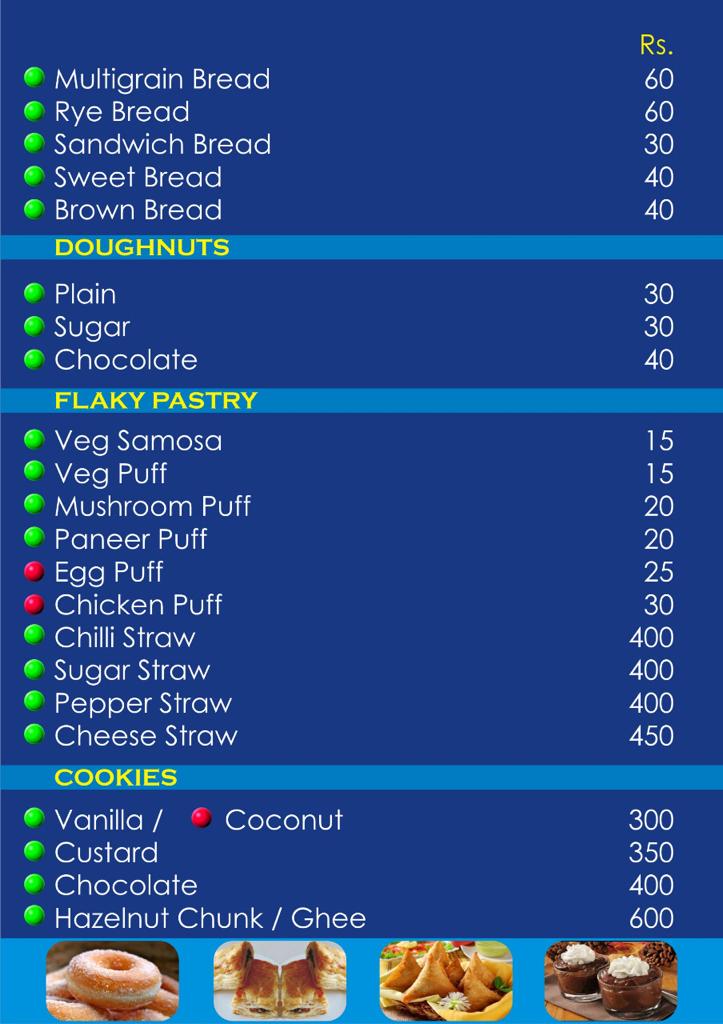 Rs.
Multigrain Bread 60
Rye Bread 60
Sandwich Bread 30
Sweet Bread 40
Brown Bread 40
DOUGHNUTS
Plain 30
Sugar 30
Chocolate 40
FLAKY PASTRY
Veg Samosa 15
Veg Puff 15
Mushroom Puff 20
Paneer Puff 20
Egg Puff 25
Chicken Puff 30
Chilli Straw 400
Sugar Straw 400
Pepper Straw 400
Cheese Straw 450
COOKIES
Vanilla / Coconut 300
Custard 350
Chocolate 400
Hazelnut Chunk / Ghee 600